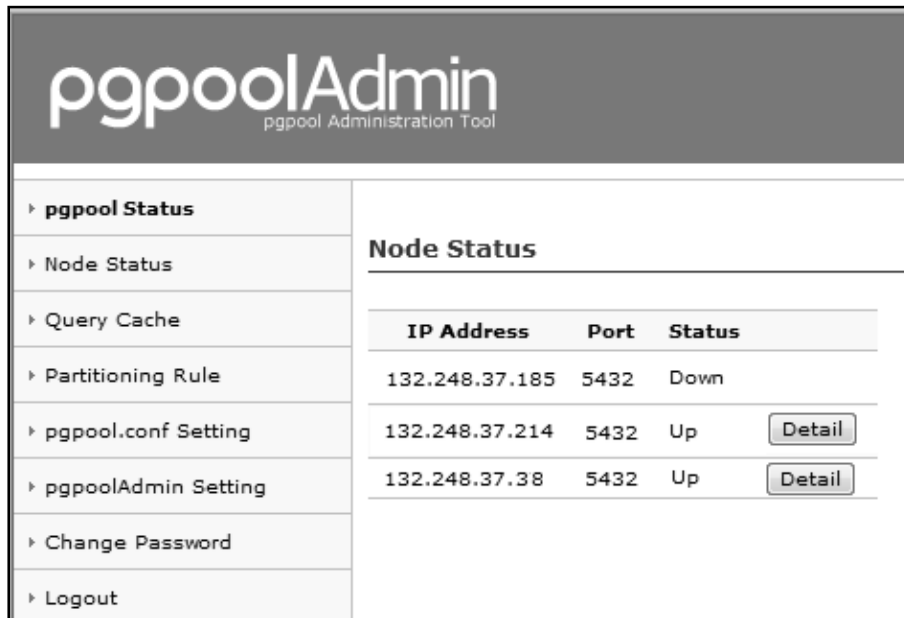 pgpoolAdmin
pgpool Administration Tool
pgpool Status
Node Status
Query Cache
Partitioning Rule
pgpool.conf Setting
pgpoolAdmin Setting
Change Password
Logout
Node Status
IP Address Port Status
132.248.37.185 5432 Down
132.248.37.214 5432 Up Detail
132.248.37.38 5432 Up Detail